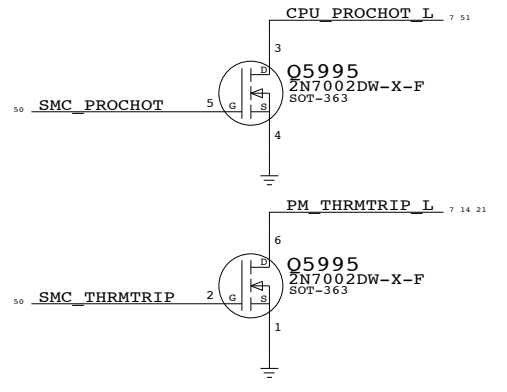 CPU_PROCHOT_L 7 51
3
D
Q5995
2N7002DW-X-F
SOT-363
50 SMC_PROCHOT 5 G S
4
PM_THRMTRIP_L 7 14 21
6
D
Q5995
2N7002DW-X-F
SOT-363
50 SMC_THRMTRIP 2 G S
1